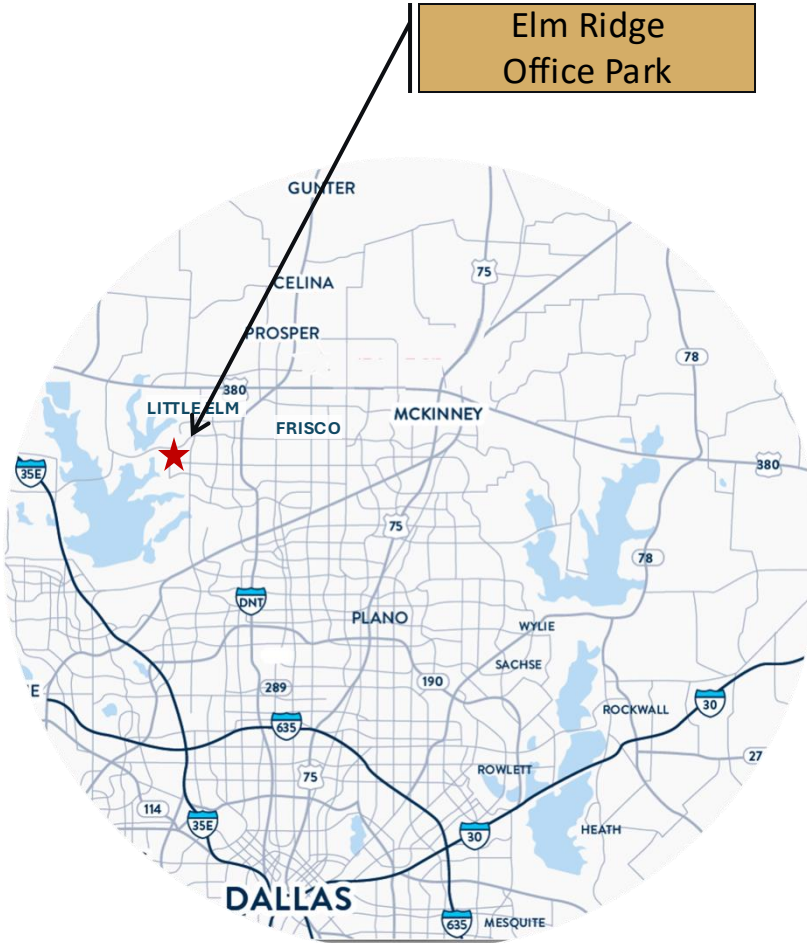 Elm Ridge
Office Park
GUNTER
75
CELINA
PROSPER
78
380
LITTLE ELM
MCKINNEY
FRISCO
380
35E
75
78
DNT
PLANO
WYLIE
SACHSE
190
289
E
30
ROCKWALL
635
27
ROWLETT
75
114
35E
30
HEATH
DALLAS
635
MESQUITE